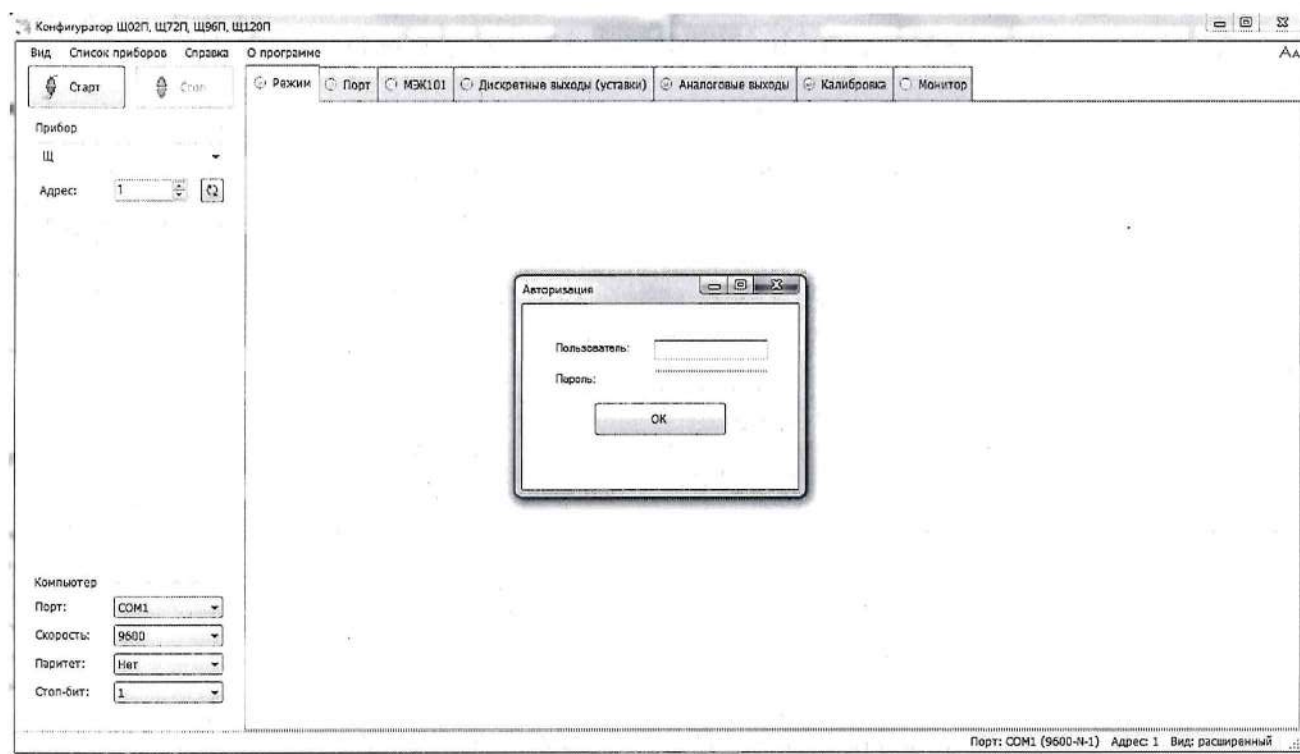 Конфигуратор Щ02П, Щ72П, Щ96П, Щ120П
Вид Список приборов Справка О программе
Старт Стоп
Режим Порт МЭК101 Дискретные выходы (уставки) Аналоговые выходы Калибровка Монитор
Прибор
Щ
Адрес: 1
Авторизация
Пользователь:
Пароль:
OK
Компьютер
Порт: COM1
Скорость: 9600
Паритет: Нет
Стоп-бит: 1
Порт: COM1 (9600-N-1) Адрес: 1 Вид: расширенный